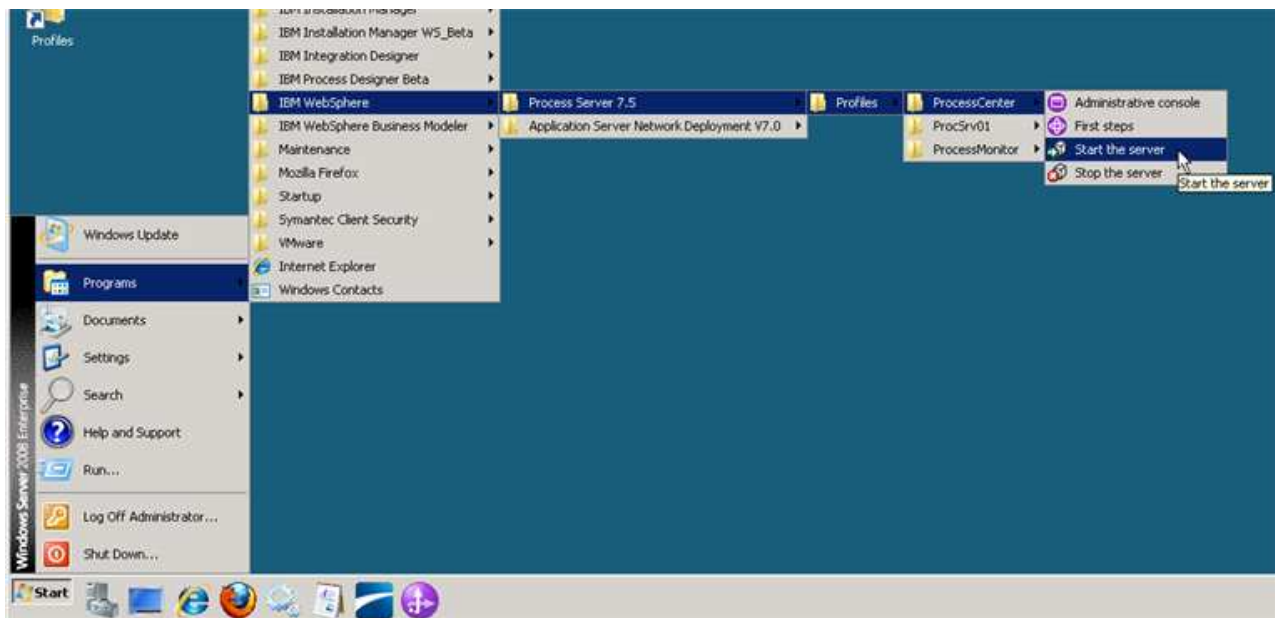 Profiles
IBM Installation Manager
IBM Installation Manager WS_Beta
IBM Integration Designer
IBM Process Designer Beta
IBM WebSphere
IBM WebSphere Business Modeler
Maintenance
Mozilla Firefox
Startup
Symantec Client Security
VMware
Internet Explorer
Windows Contacts
Process Server 7.5
Application Server Network Deployment V7.0
Profiles
ProcessCenter
ProcSrv01
ProcessMonitor
Administrative console
First steps
Start the server
Stop the server
Start the server
Windows Update
Programs
Documents
Settings
Search
Help and Support
Run...
Log Off Administrator...
Shut Down...
Windows Server 2008 Enterprise
Start